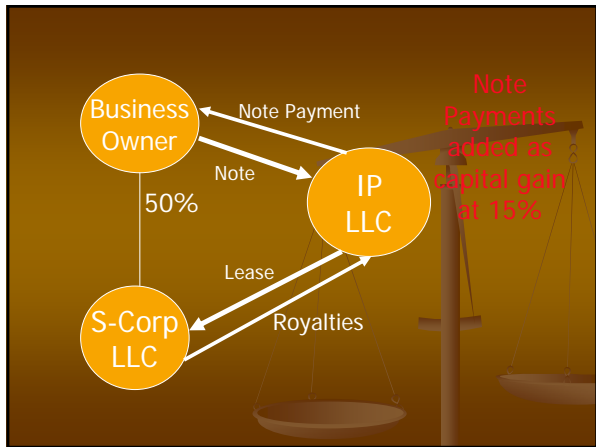 Business
Owner
Note Payment
Note
Payments
added as
capital gain
at 15%
Note
IP
LLC
50%
Lease
S-Corp
LLC
Royalties